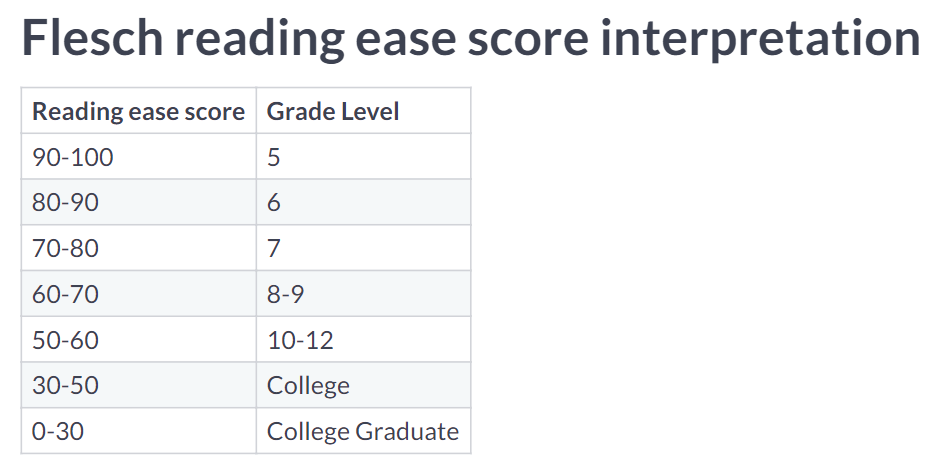 Flesch reading ease score interpretation
Reading ease score Grade Level
90-100 5
80-90 6
70-80 7
60-70 8-9
50-60 10-12
30-50 College
0-30 College Graduate